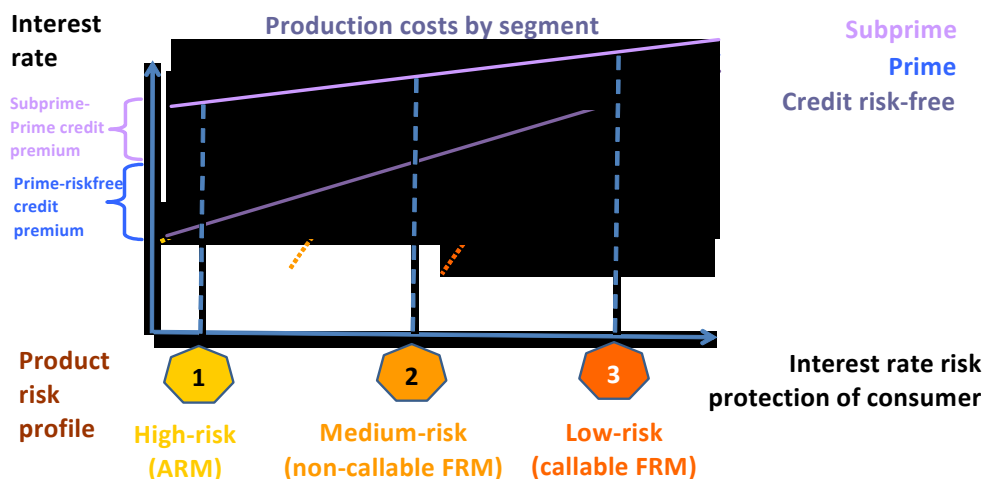 Interest
rate
Production costs by segment
Subprime
Prime
Credit risk-free
Subprime-
Prime credit
premium
Prime-riskfree
credit
premium
Product
risk
profile
1
2
3
High-risk
(ARM)
Medium-risk
(non-callable FRM)
Low-risk
(callable FRM)
Interest rate risk
protection of consumer